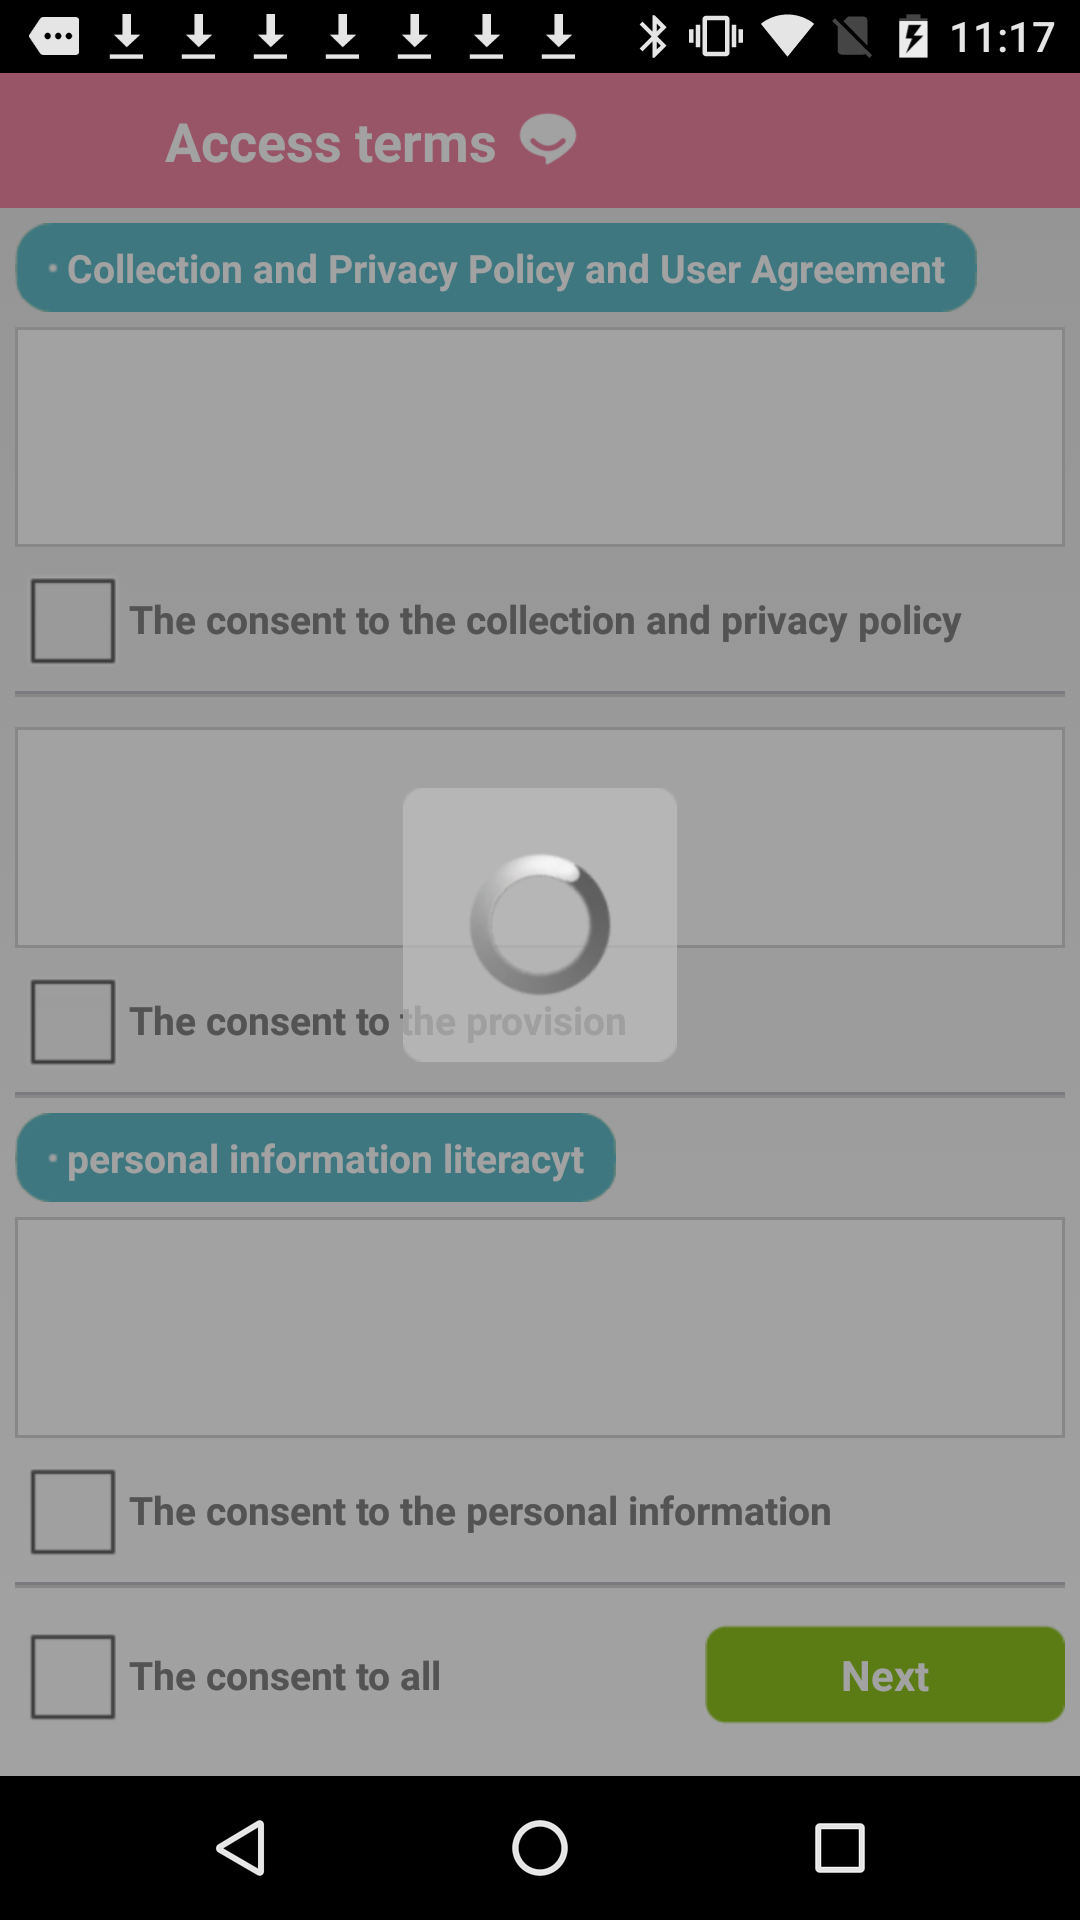 11:17
Access terms
· Collection and Privacy Policy and User Agreement
The consent to the collection and privacy policy
The consent to the provision
· personal information literacyt
The consent to the personal information
The consent to all
Next